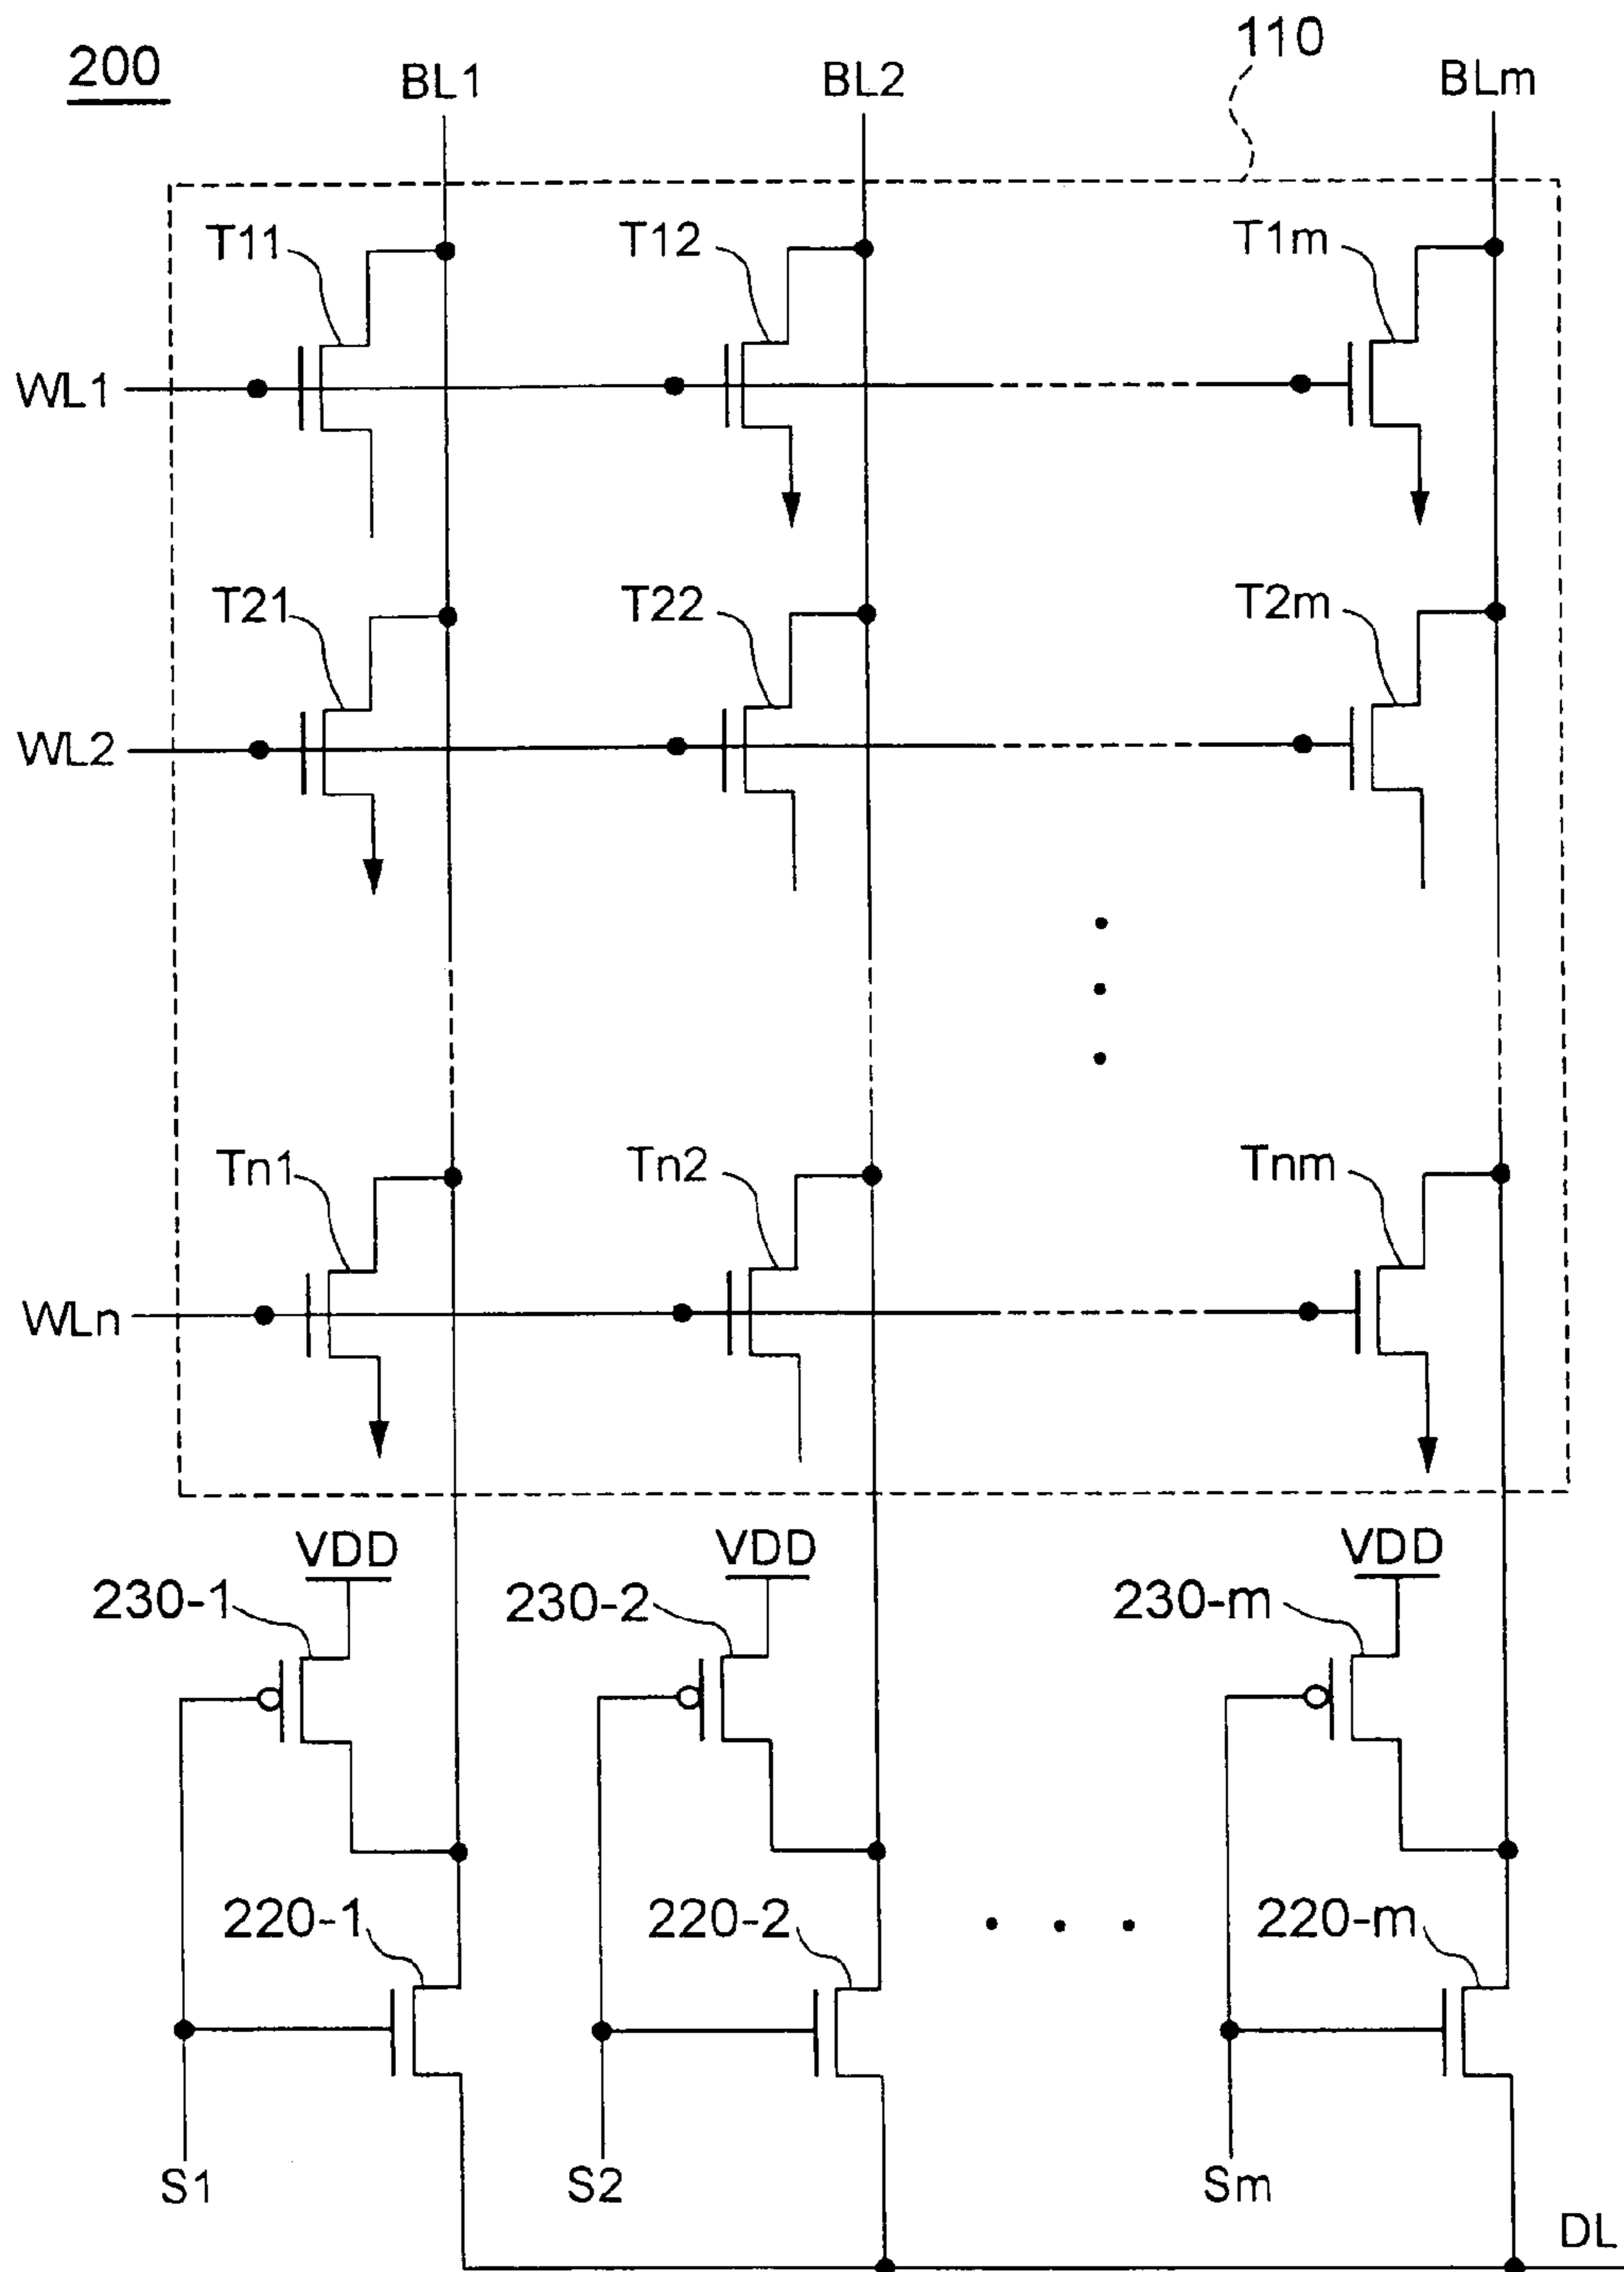 200
110
BL1
BL2
BLm
T11
T12
T1m
WL1
T21
T22
T2m
WL2
Tn1
Tn2
Tnm
WLn
VDD
VDD
VDD
230-1
230-2
230-m
220-1
220-2
220-m
S1
S2
Sm
DL